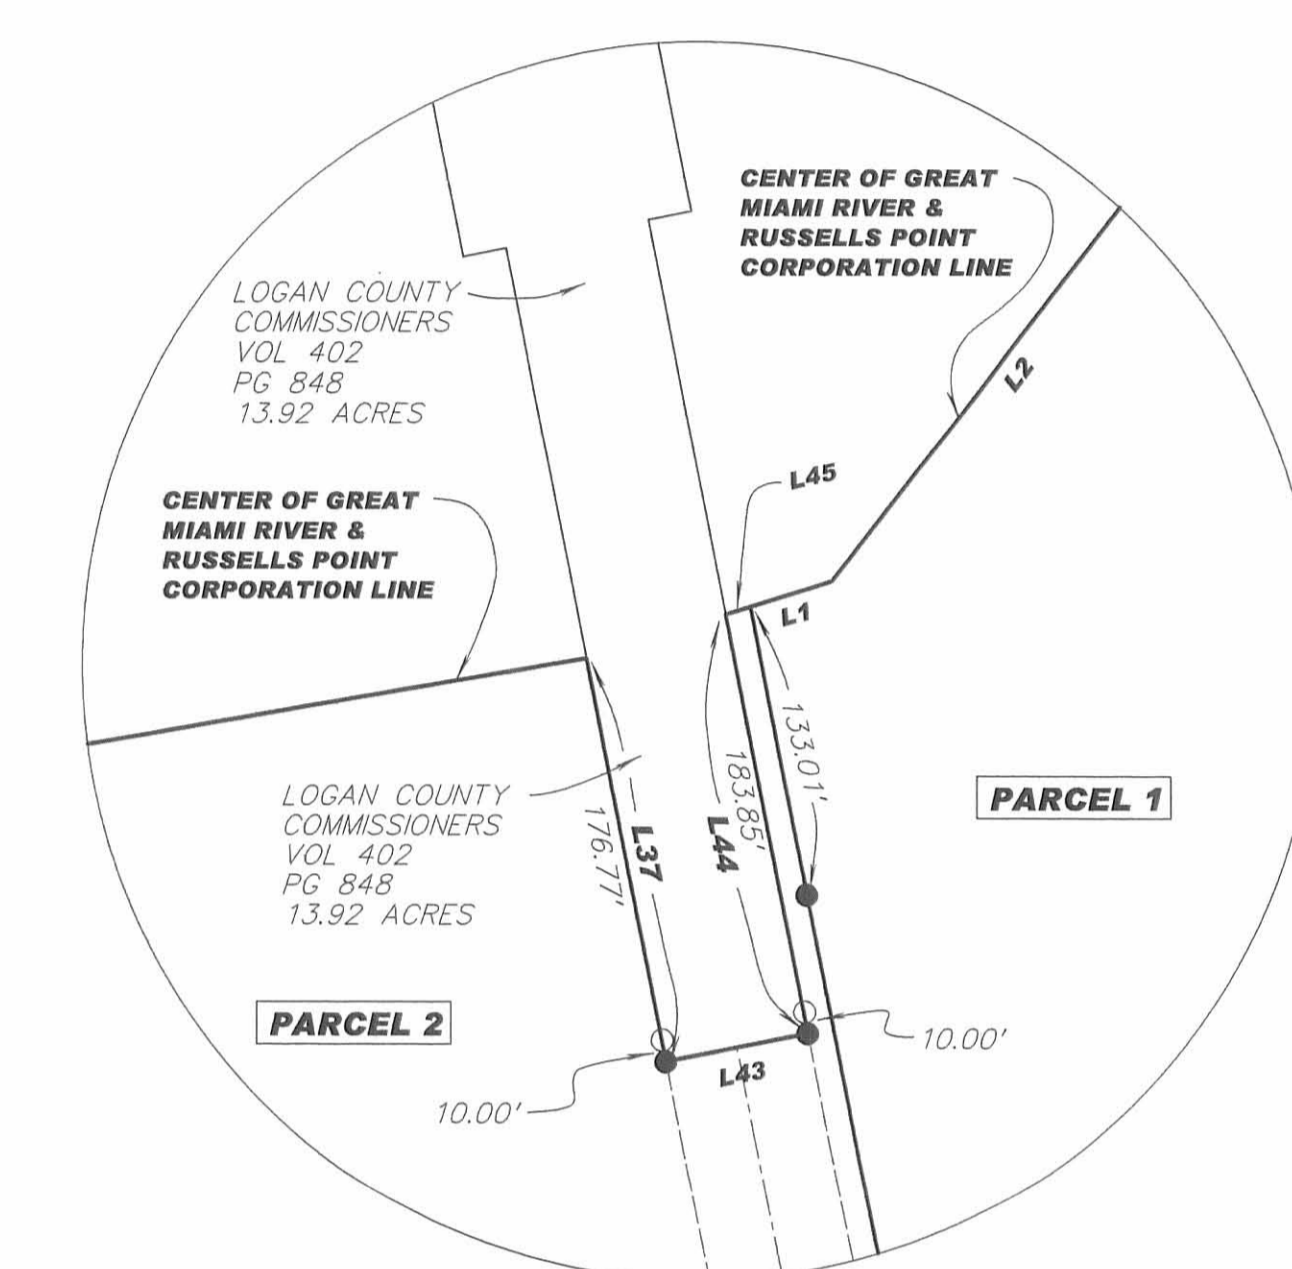 CENTER OF GREAT
MIAMI RIVER &
RUSSELLS POINT
CORPORATION LINE
LOGAN COUNTY
COMMISSIONERS
VOL 402
PG 848
13.92 ACRES
L2
L45
CENTER OF GREAT
MIAMI RIVER &
RUSSELLS POINT
CORPORATION LINE
L1
133.01'
183.85'
L44
L37
176.77'
LOGAN COUNTY
COMMISSIONERS
VOL 402
PG 848
13.92 ACRES
PARCEL 1
PARCEL 2
10.00'
L43
10.00'